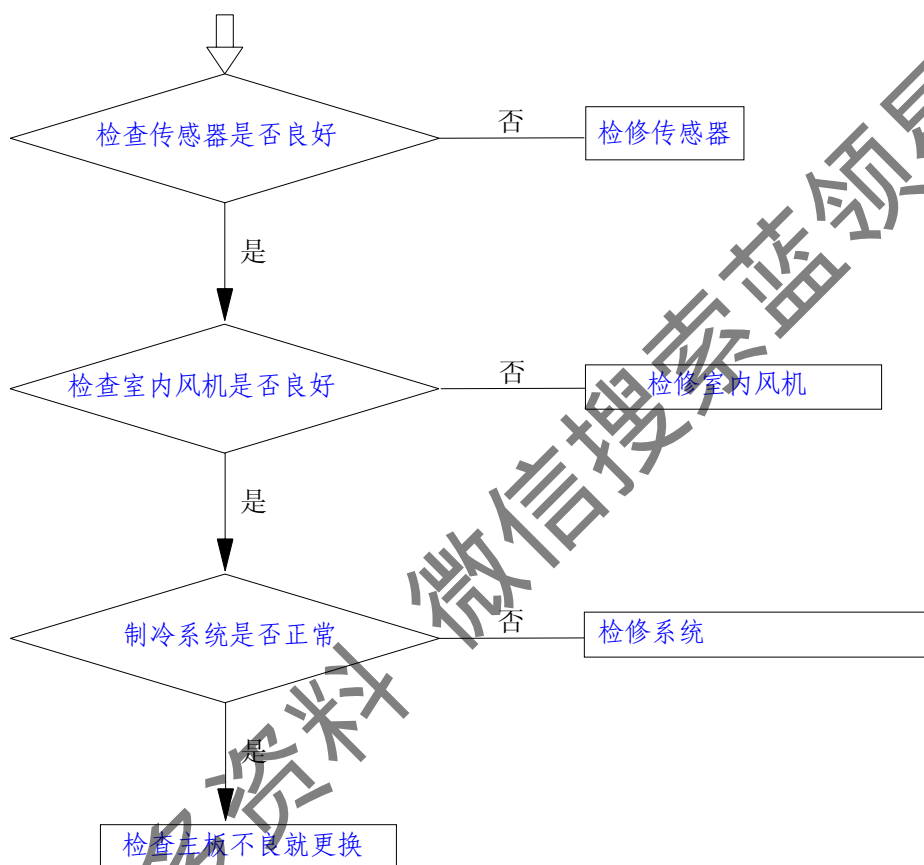 检查传感器是否良好
否
检修传感器
是
检查室内风机是否良好
否
检修室内风机
是
制冷系统是否正常
否
检修系统
是
检查主板不良就更换
多资料 微信搜索蓝领